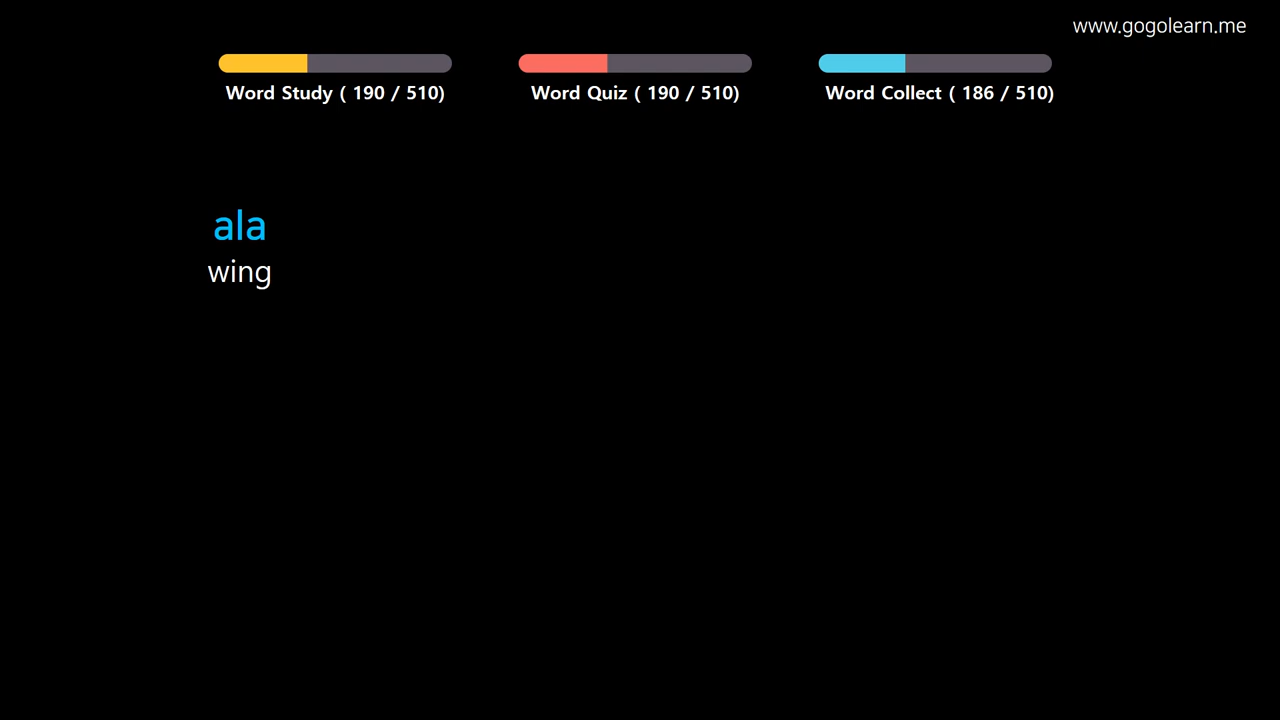 www.gogolearn.me
Word Study ( 190 / 510)
Word Quiz ( 190 / 510)
Word Collect ( 186 / 510)
ala
wing